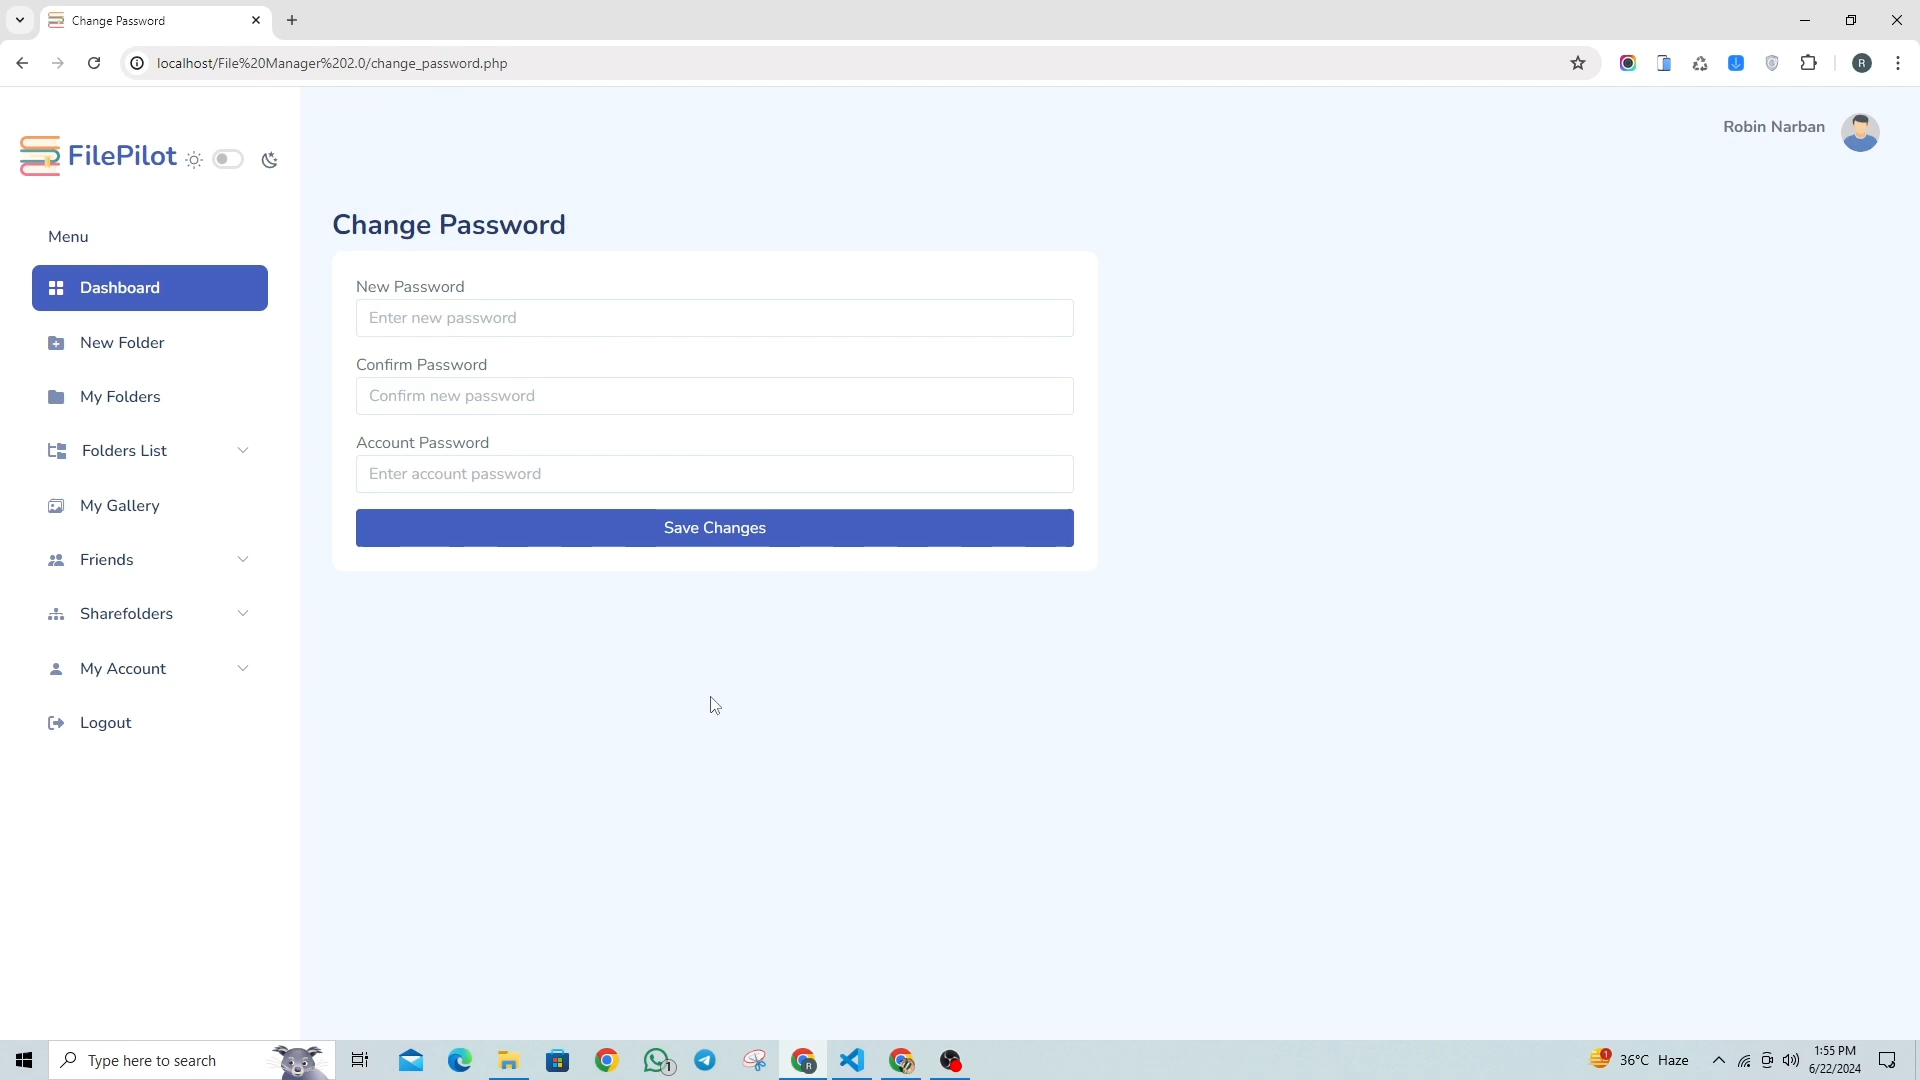 Change Password
localhost/File%20Manager%202.0/change_password.php
R
Robin Narban
FilePilot
Menu
Dashboard
New Folder
My Folders
Folders List
My Gallery
Friends
Sharefolders
My Account
Logout
Change Password
New Password
Enter new password
Confirm Password
Confirm new password
Account Password
Enter account password
Save Changes
Type here to search
1
R
1
36°C Haze
1:55 PM
6/22/2024